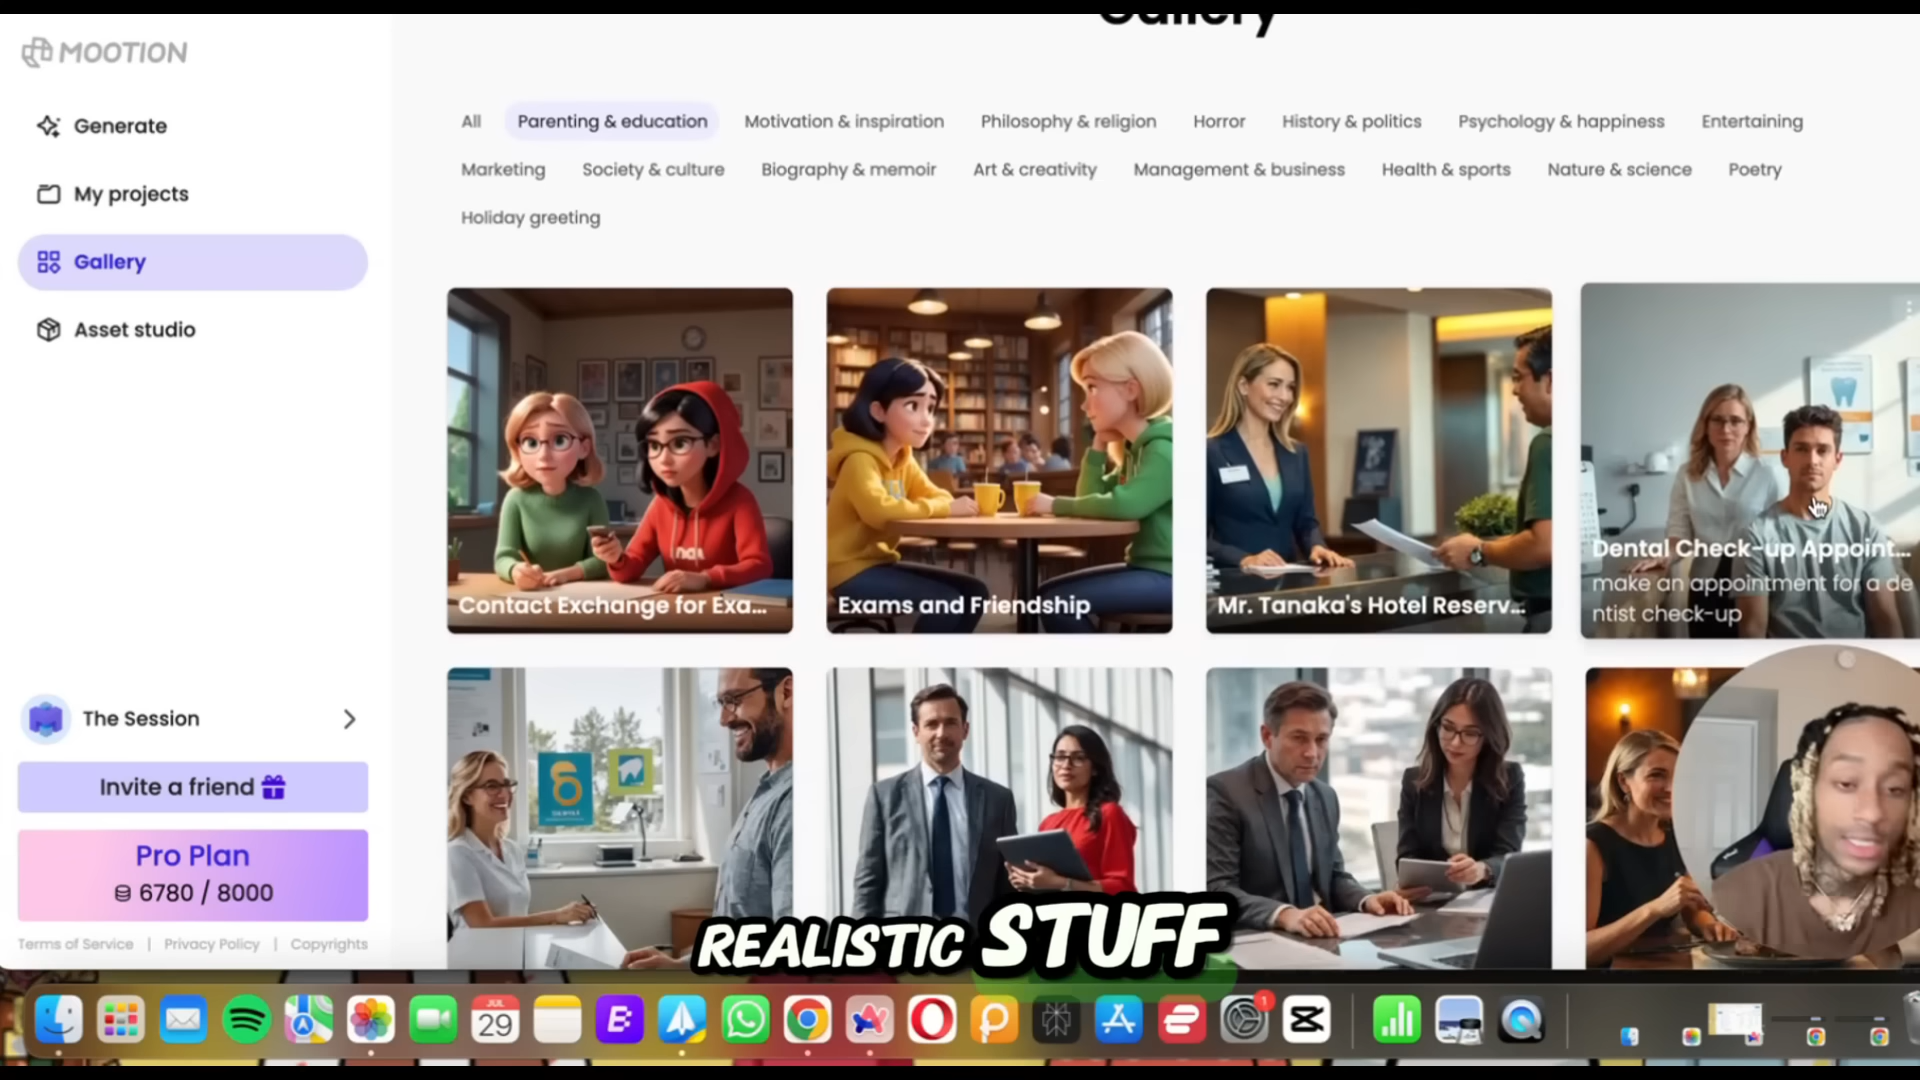 Gallery
MOOTION
Generate
My projects
Gallery
Asset studio
All Parenting & education Motivation & inspiration Philosophy & religion Horror History & politics Psychology & happiness Entertaining
Marketing Society & culture Biography & memoir Art & creativity Management & business Health & sports Nature & science Poetry
Holiday greeting
Contact Exchange for Exa...
Exams and Friendship
Mr. Tanaka's Hotel Reserv...
Dental Check-up Appoint...
make an appointment for a de
ntist check-up
The Session
Invite a friend
Pro Plan
6780 / 8000
Terms of Service | Privacy Policy | Copyrights
REALISTIC STUFF
JUL
29
1